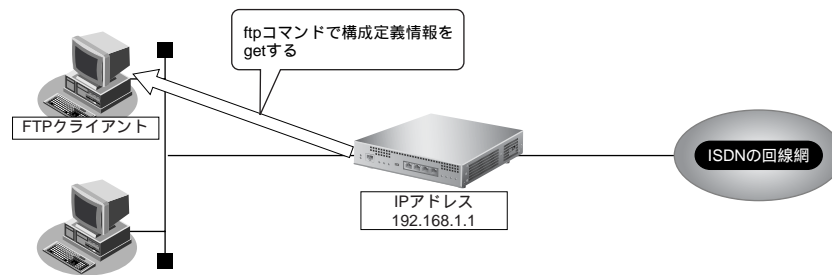 ftpコマンドで構成定義情報を
getする
FTPクライアント
ISDNの回線網
IPアドレス
192.168.1.1